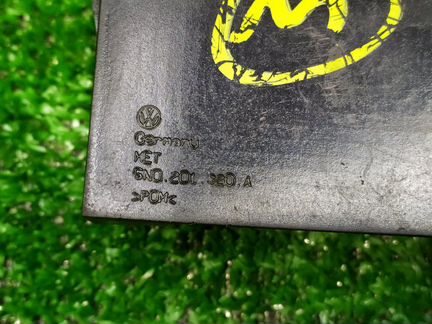 Germany
KET
6N0.201.320.A
>POM<